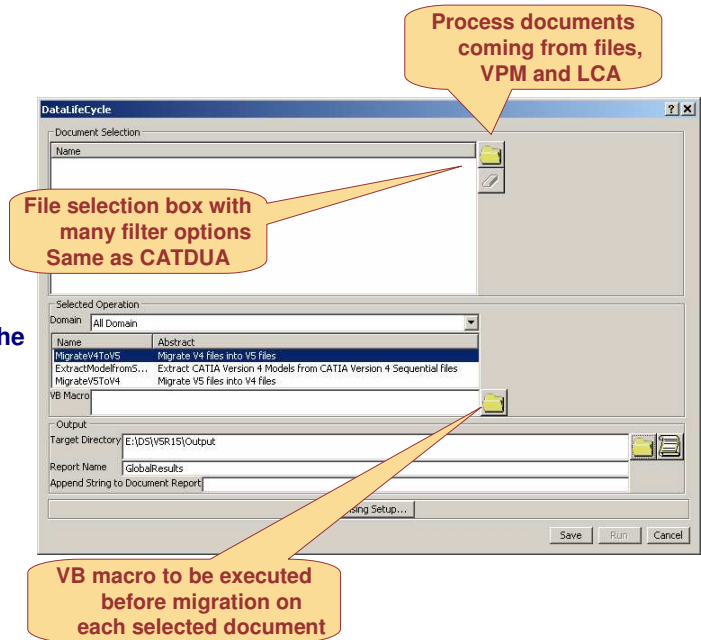 Process documents
coming from files,
VPM and LCA
DataLifeCycle
Document Selection
Name
File selection box with
many filter options
Same as CATDUA
he
Selected Operation
Domain All Domain
Name Abstract
MigrateV4ToV5 Migrate V4 files into V5 files
ExtractModelfromS... Extract CATIA Version 4 Models from CATIA Version 4 Sequential files
MigrateV5ToV4 Migrate V5 files into V4 files
VB Macro
Output
Target Directory E:\DS\V5R15\Output
Report Name GlobalResults
Append String to Document Report
sing Setup...
Save Run Cancel
VB macro to be executed
before migration on
each selected document